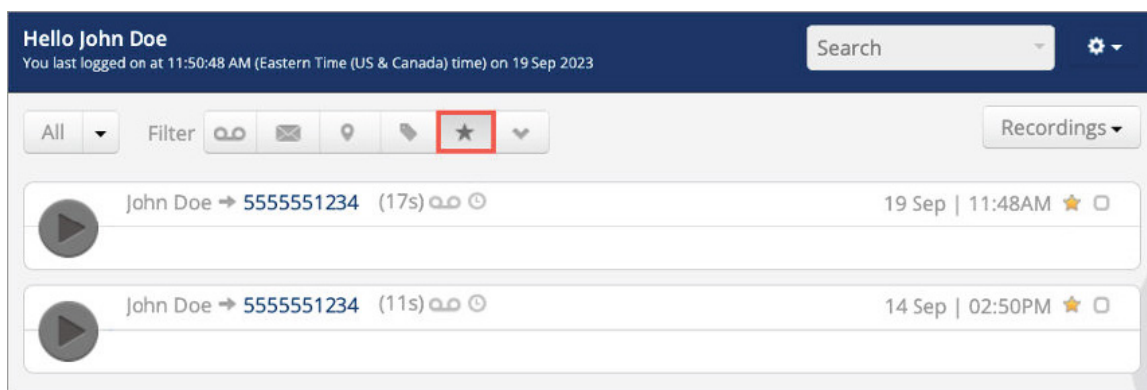 Hello John Doe
You last logged on at 11:50:48 AM (Eastern Time (US & Canada) time) on 19 Sep 2023
Search
All Filter Recordings
John Doe → 5555551234 (17s) 19 Sep | 11:48AM
John Doe → 5555551234 (11s) 14 Sep | 02:50PM